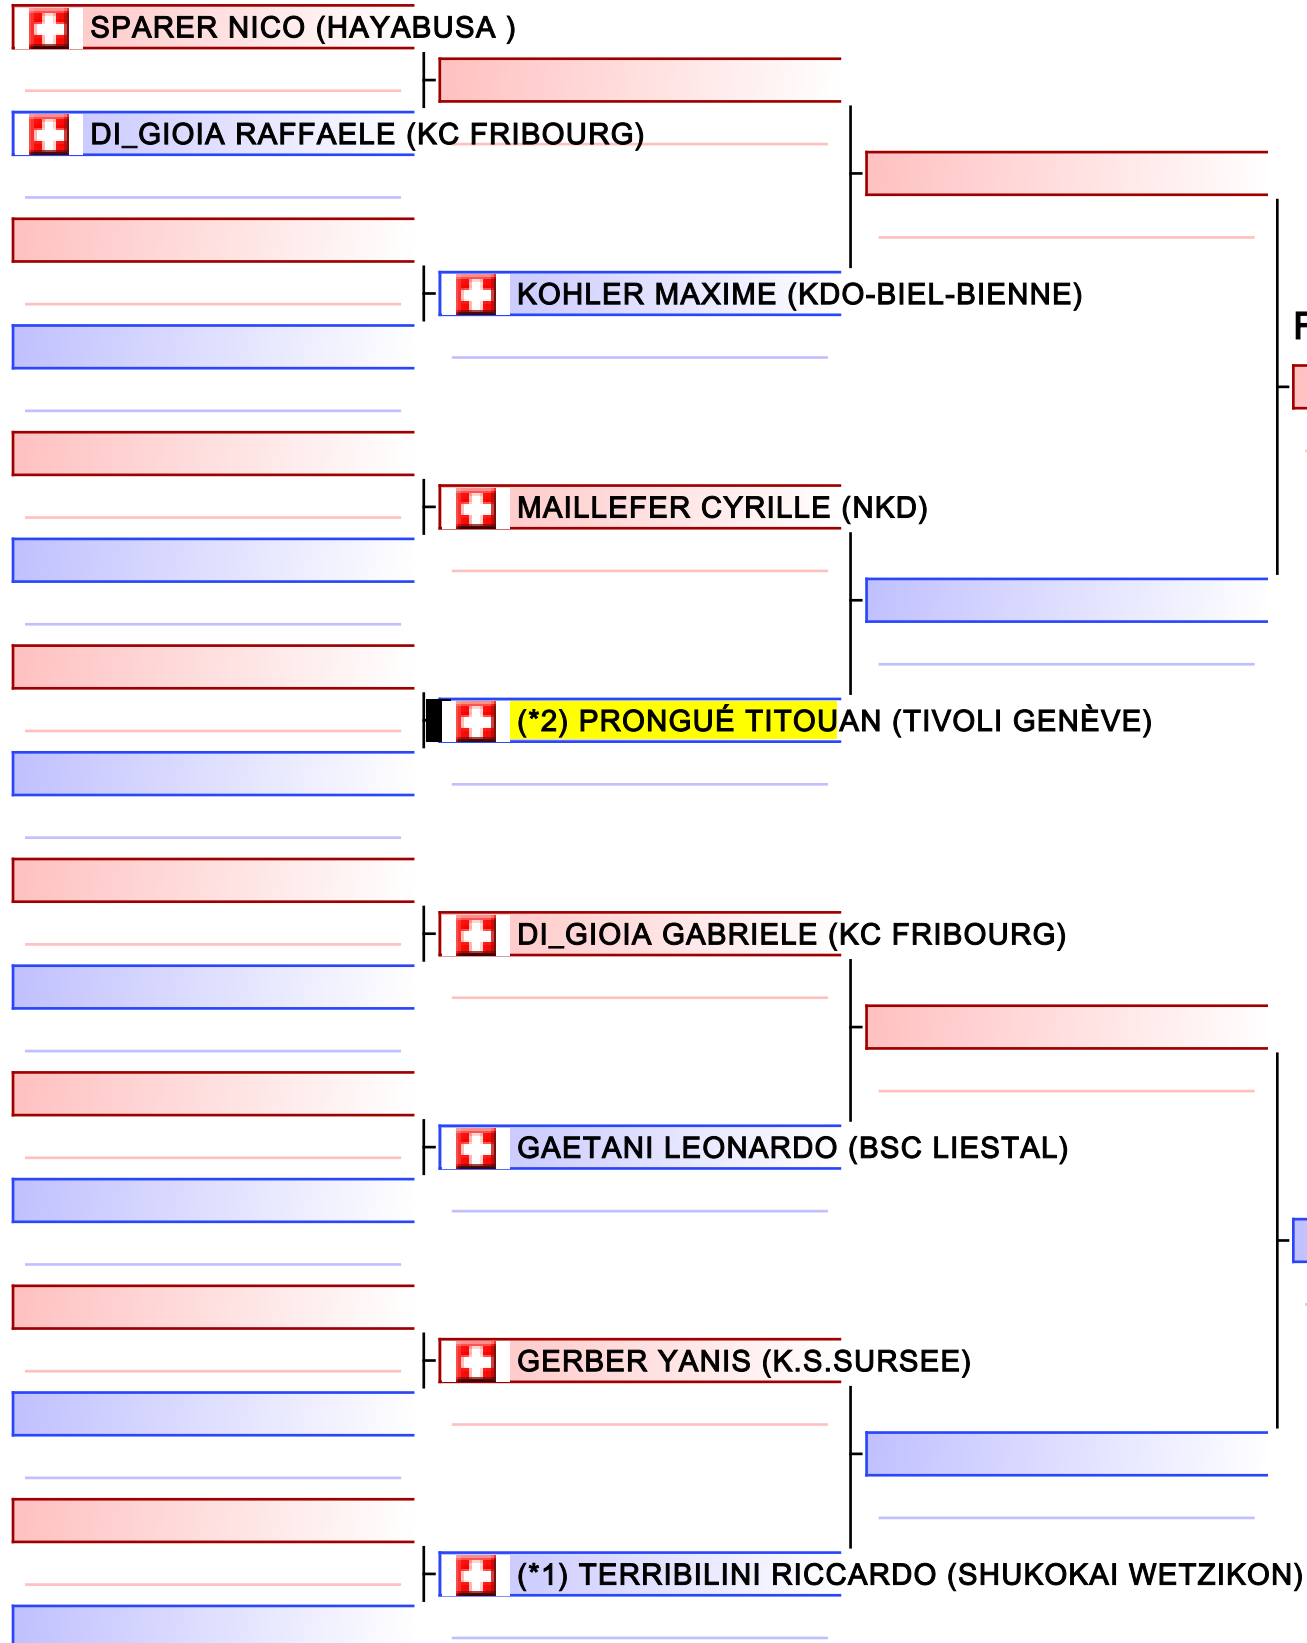 SPARER NICO (HAYABUSA )
DI_GIOIA RAFFAELE (KC FRIBOURG)
KOHLER MAXIME (KDO-BIEL-BIENNE)
MAILLEFER CYRILLE (NKD)
(*2) PRONGUÉ TITOUAN (TIVOLI GENÈVE)
DI_GIOIA GABRIELE (KC FRIBOURG)
GAETANI LEONARDO (BSC LIESTAL)
GERBER YANIS (K.S.SURSEE)
(*1) TERRIBILINI RICCARDO (SHUKOKAI WETZIKON)